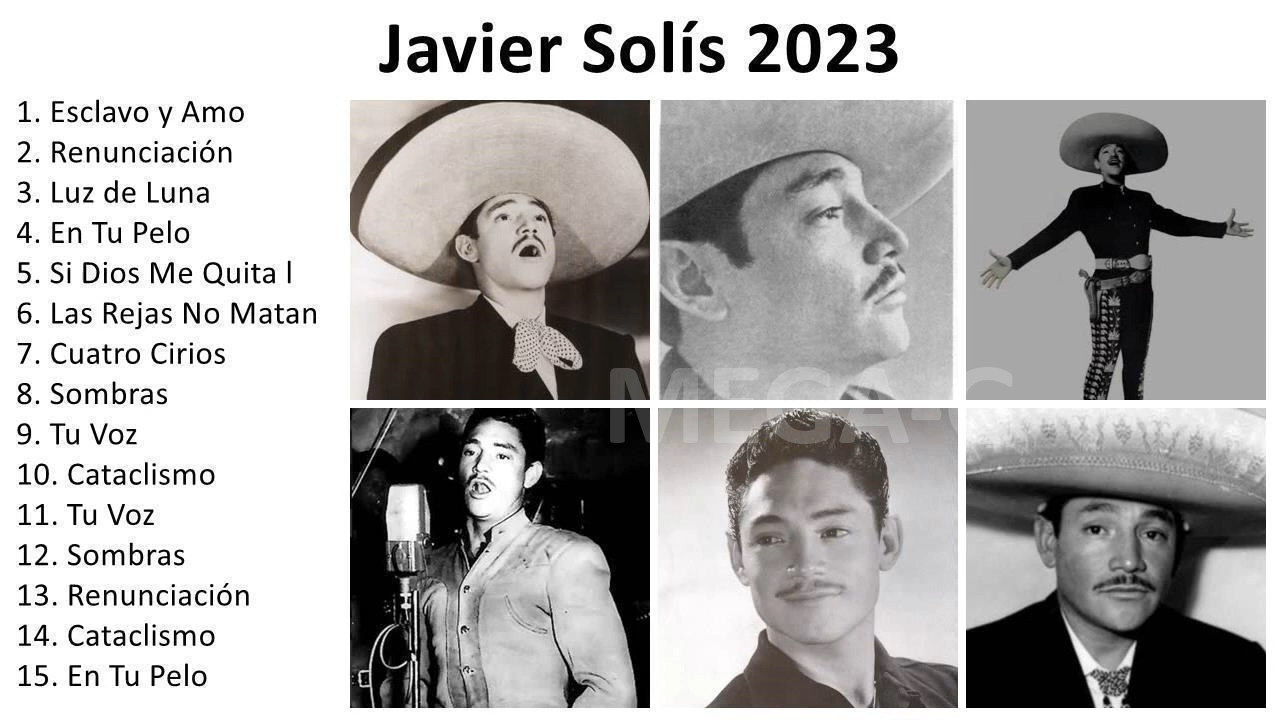 Javier Solís 2023
1. Esclavo y Amo
2. Renunciación
3. Luz de Luna
4. En Tu Pelo
5. Si Dios Me Quita l
6. Las Rejas No Matan
7. Cuatro Cirios
8. Sombras
9. Tu Voz
10. Cataclismo
11. Tu Voz
12. Sombras
13. Renunciación
14. Cataclismo
15. En Tu Pelo